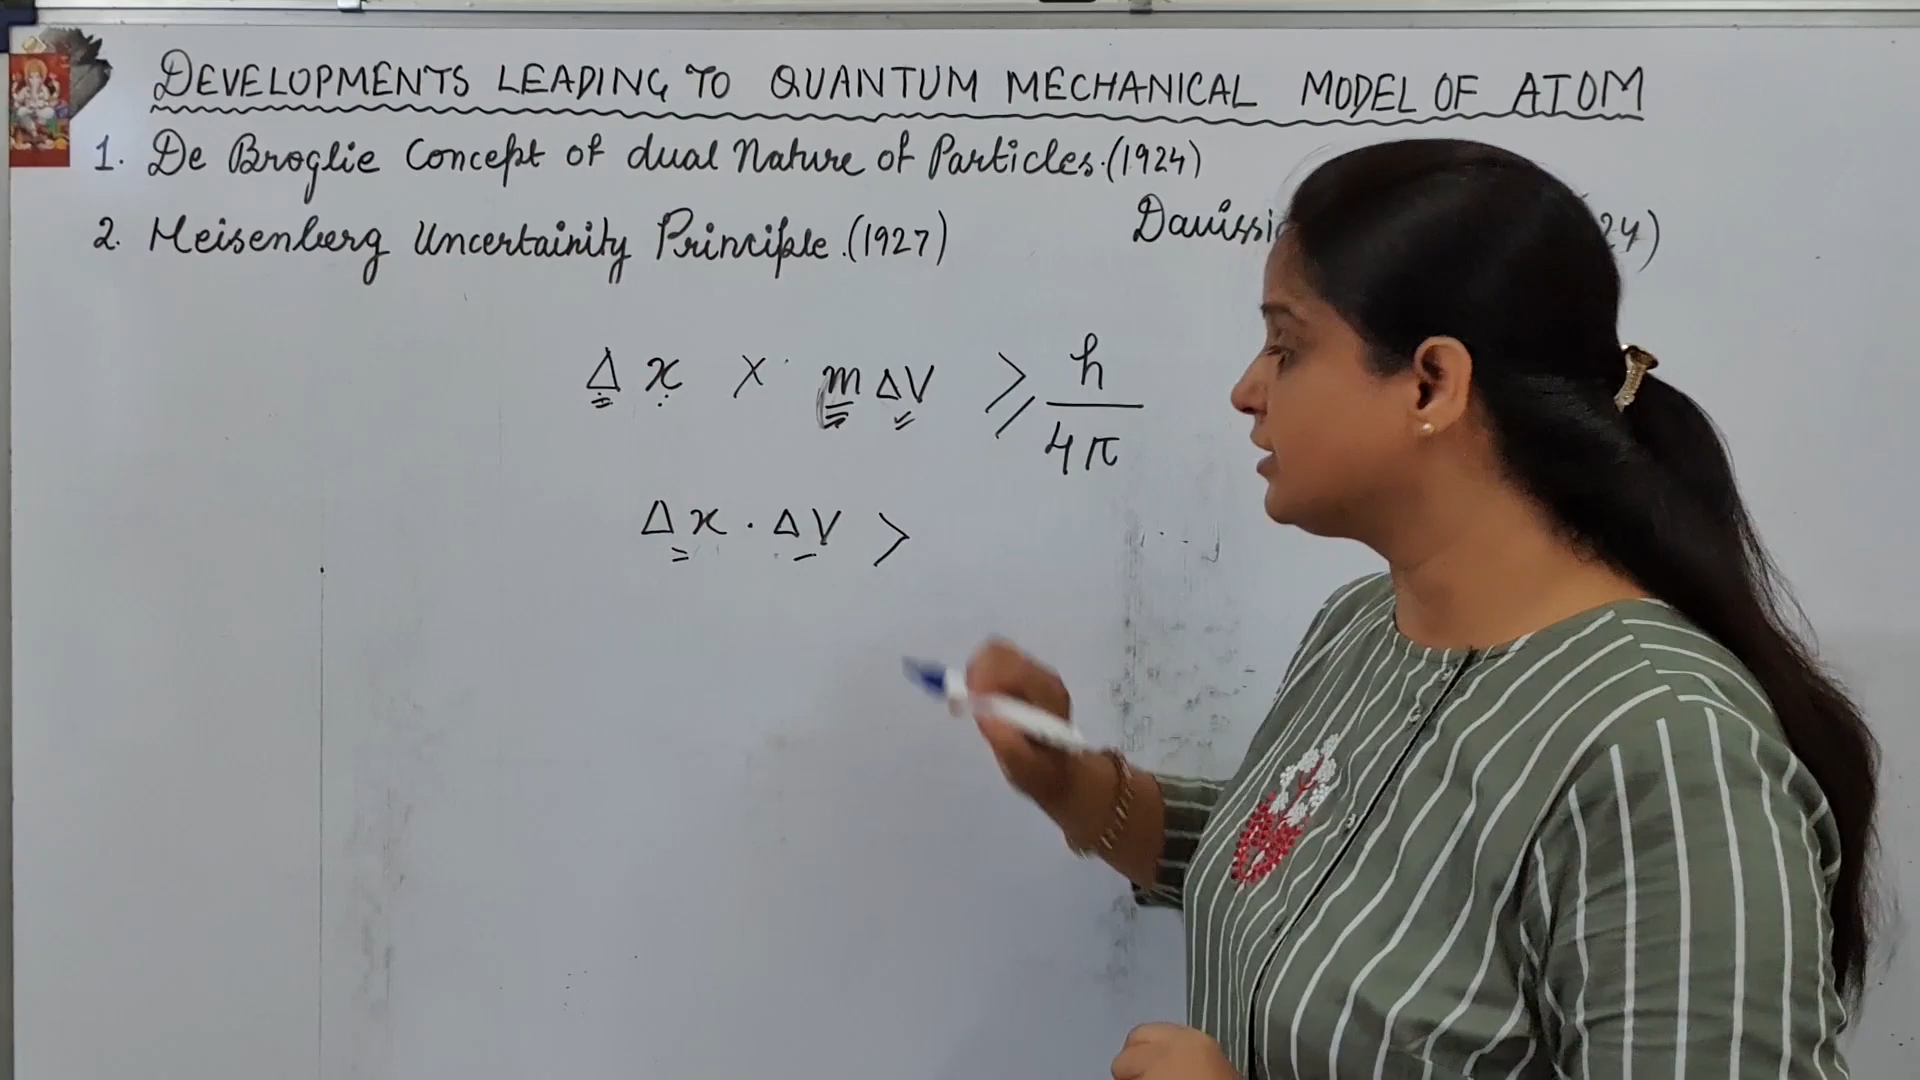 DEVELOPMENTS LEADING TO QUANTUM MECHANICAL MODEL OF ATOM
1. De Broglie Concept of dual Nature of Particles.(1924)
2. Heisenberg Uncertainity Principle.(1927)
Δx × mΔV ≥ h/4π
Δx . ΔV >